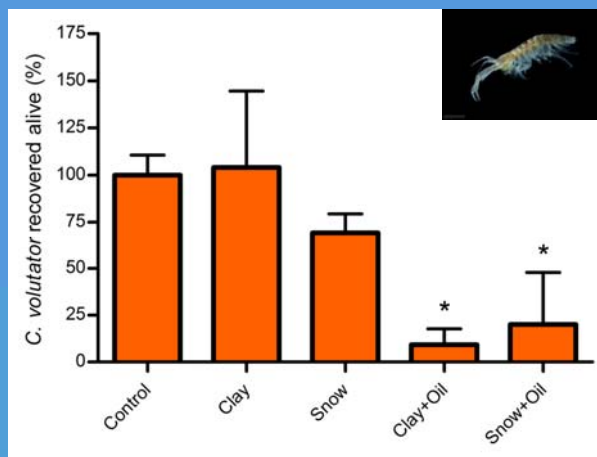 C. volutator recovered alive (%)
175
150
125
100
75
50
25
0
*
*
Control
Clay
Snow
Clay+Oil
Snow+Oil